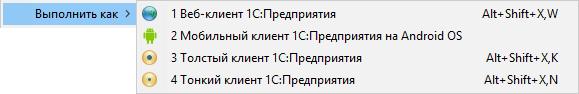 Выполнить как
1 Веб-клиент 1С:Предприятия Alt+Shift+X,W
2 Мобильный клиент 1С:Предприятия на Android OS
3 Толстый клиент 1С:Предприятия Alt+Shift+X,K
4 Тонкий клиент 1С:Предприятия Alt+Shift+X,N